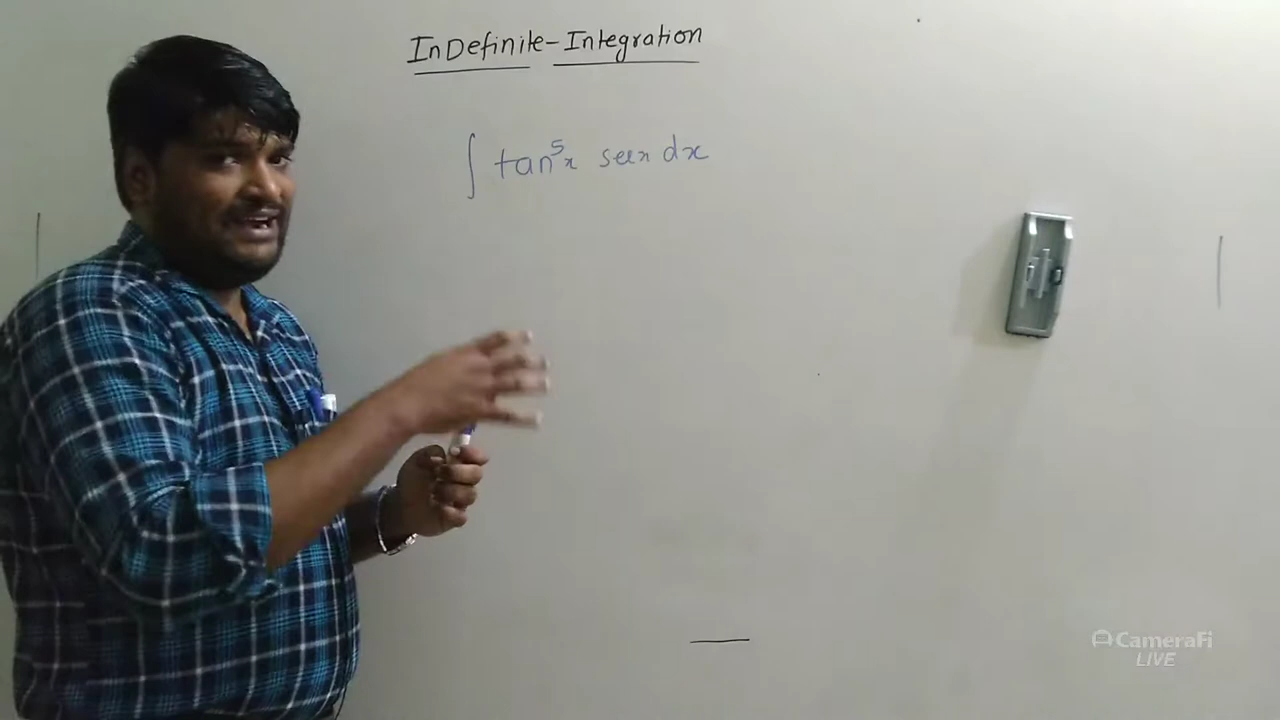 InDefinite-Integration
∫ tan⁵x secx dx
CameraFi
LIVE